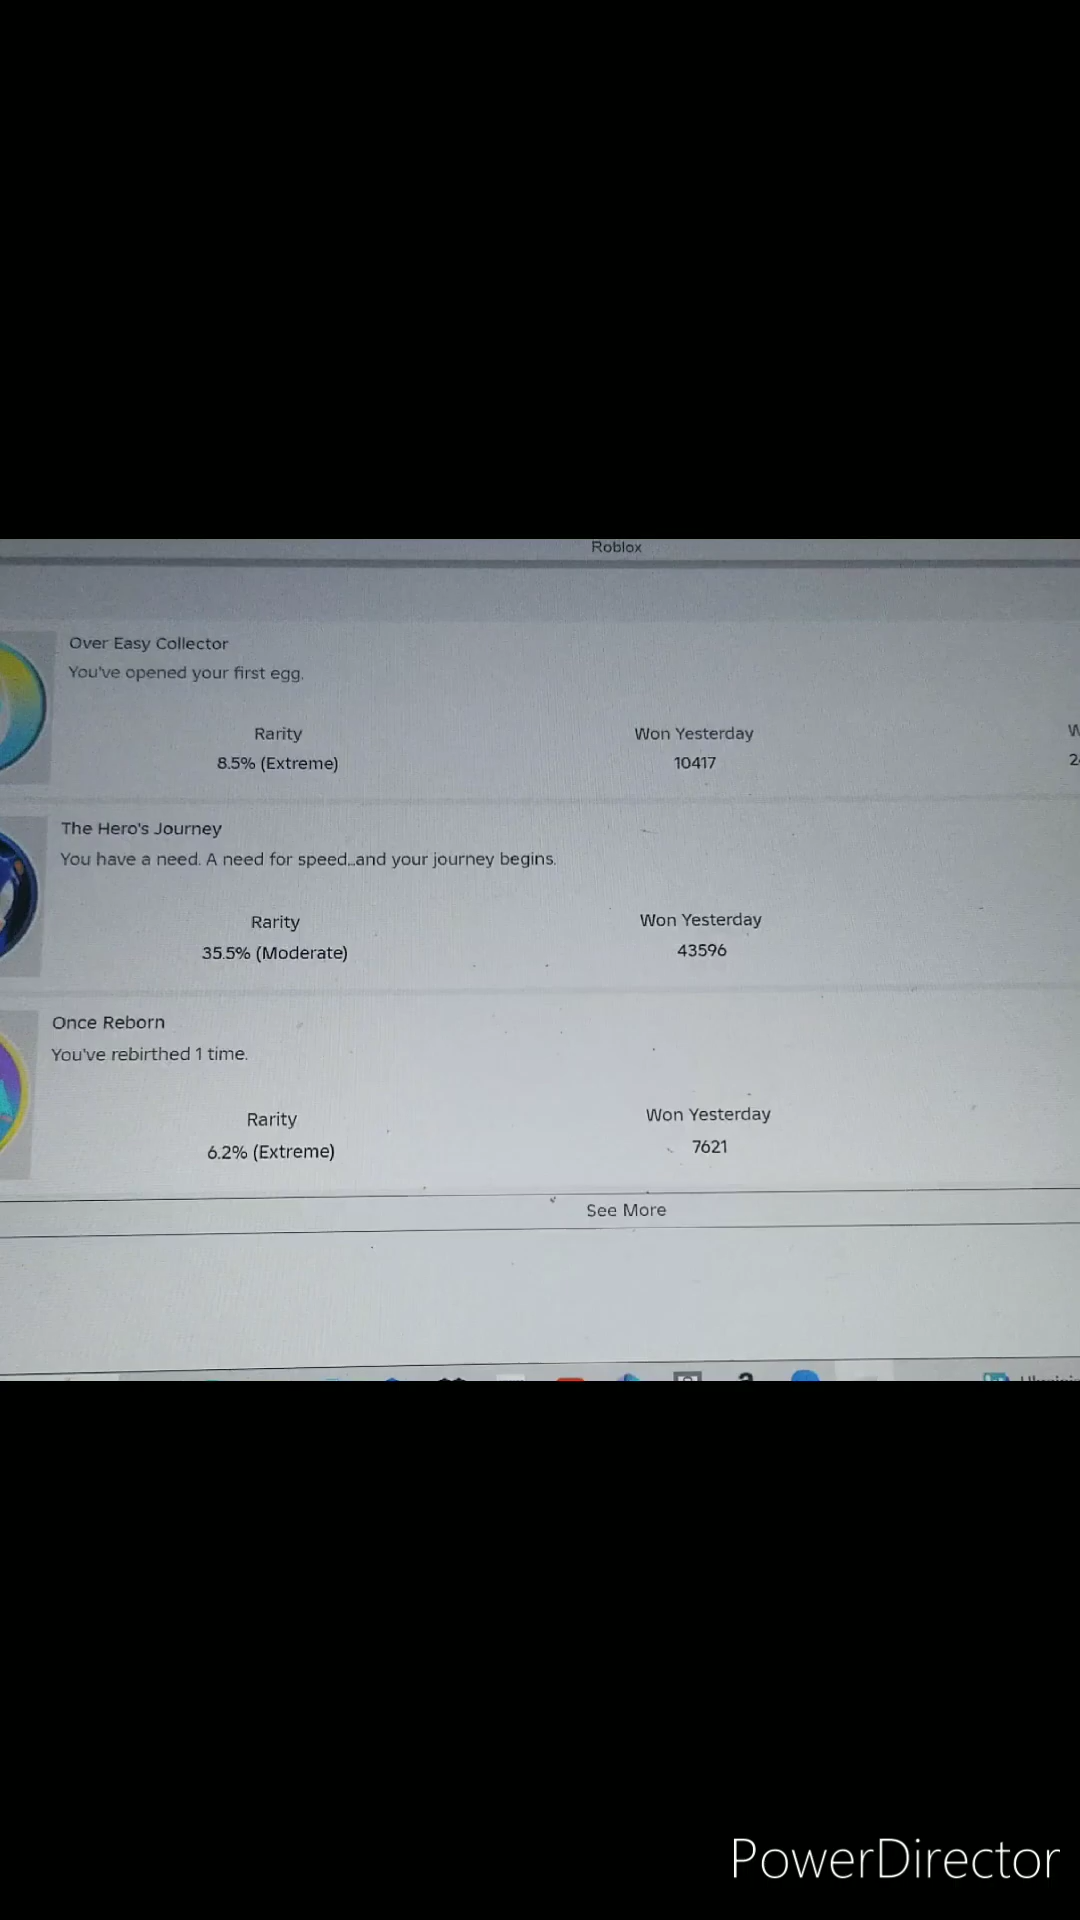 Roblox
Over Easy Collector
You've opened your first egg.
Rarity
Won Yesterday
8.5% (Extreme)
10417
The Hero's Journey
You have a need. A need for speed...and your journey begins.
Rarity
Won Yesterday
35.5% (Moderate)
43596
Once Reborn
You've rebirthed 1 time.
Rarity
Won Yesterday
6.2% (Extreme)
7621
See More
PowerDirector